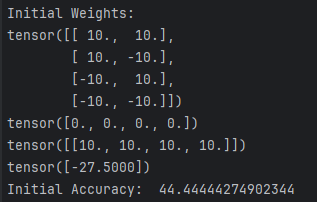 Initial Weights:
tensor([[ 10.,  10.],
        [ 10., -10.],
        [-10.,  10.],
        [-10., -10.]])
tensor([0., 0., 0., 0.])
tensor([[10., 10., 10., 10.]])
tensor([-27.5000])
Initial Accuracy:  44.44444274902344